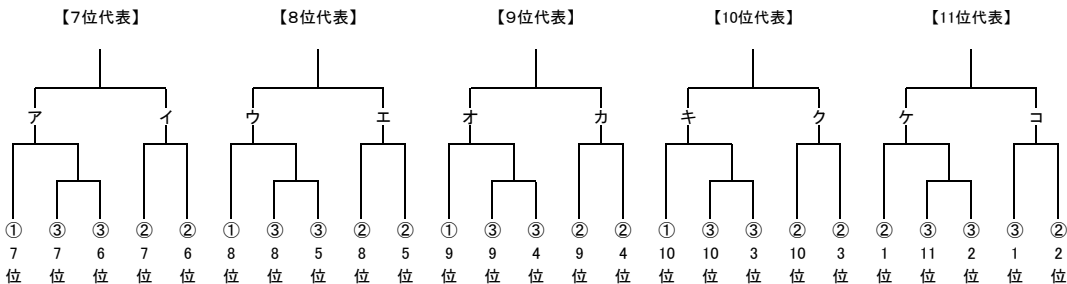 【7位代表】 【8位代表】 【9位代表】 【10位代表】 【11位代表】
ア イ ウ エ オ カ キ ク ケ コ
① ③ ③ ② ② ① ③ ③ ② ② ① ③ ③ ② ② ① ③ ③ ② ② ② ③ ③ ③ ②
7 7 6 7 6 8 8 5 8 5 9 9 4 9 4 10 10 3 10 3 1 11 2 1 2
位 位 位 位 位 位 位 位 位 位 位 位 位 位 位 位 位 位 位 位 位 位 位 位 位